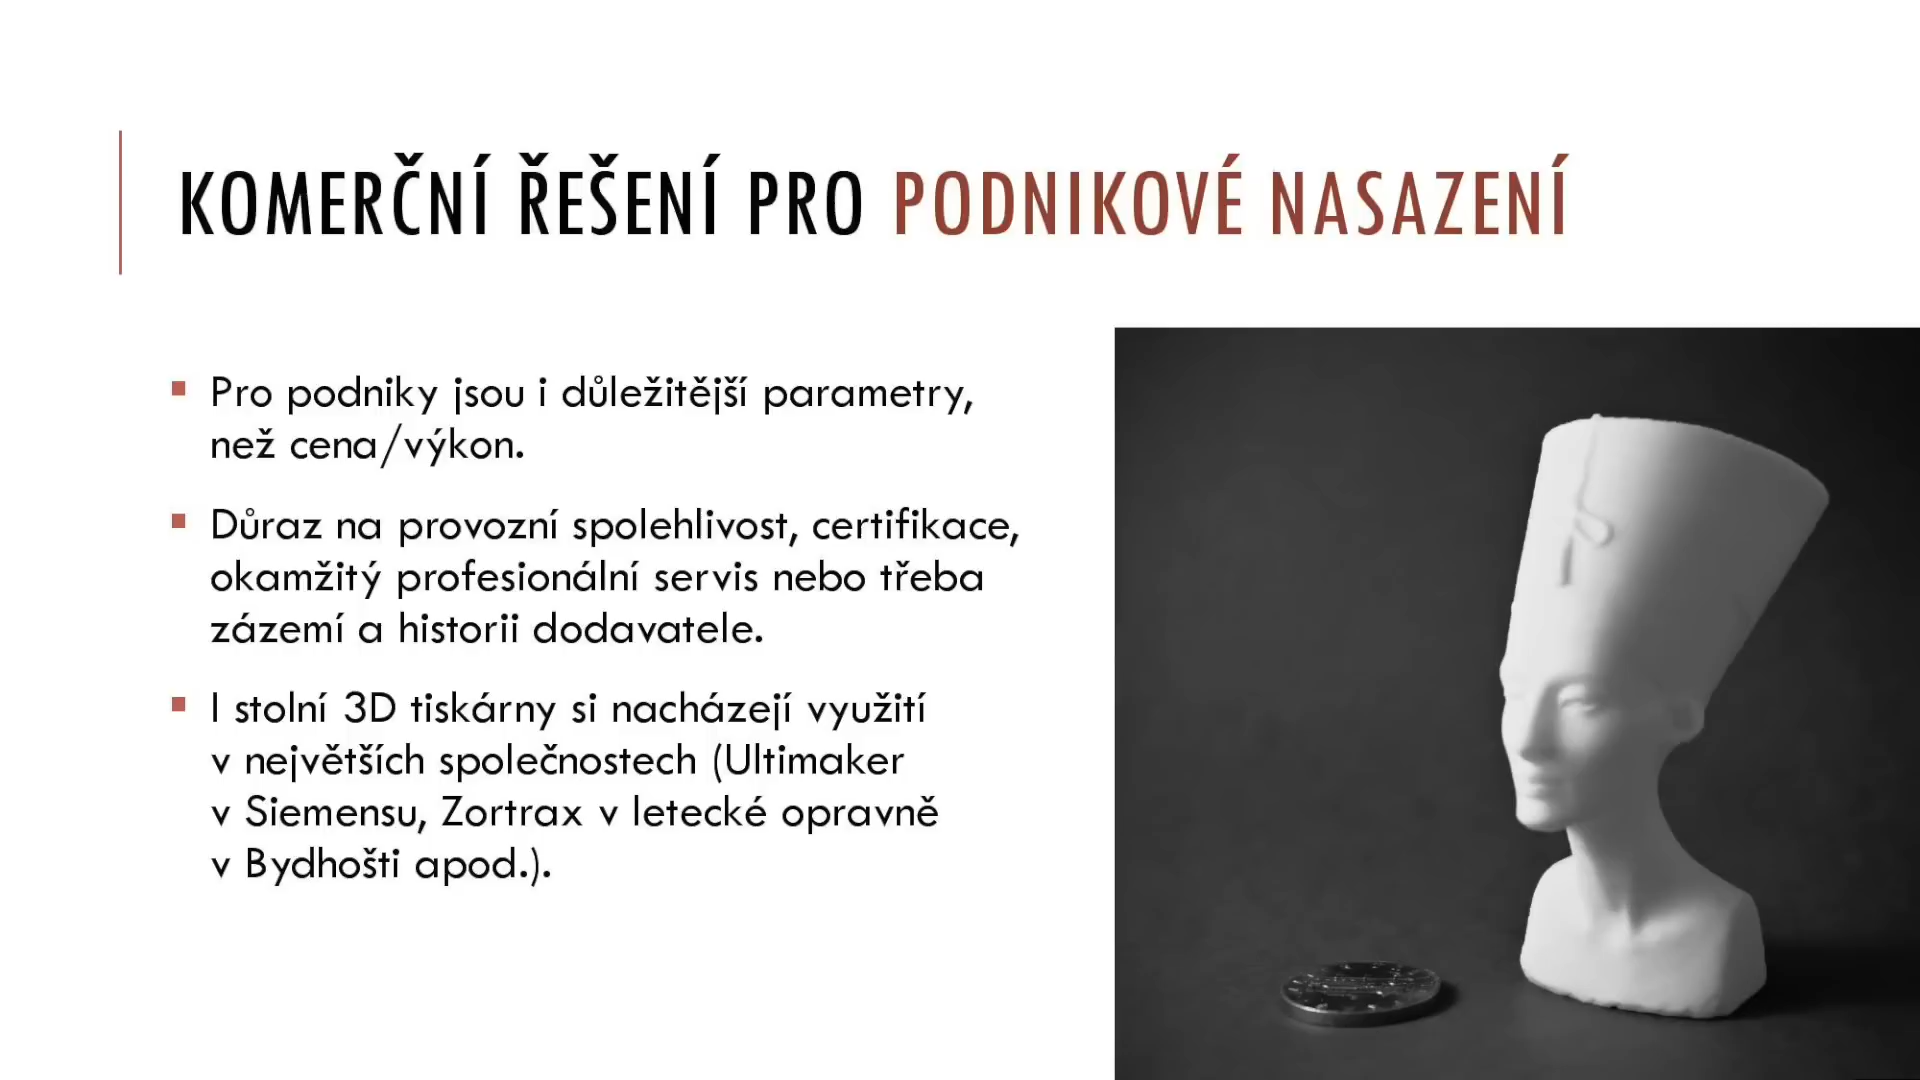 KOMERČNÍ ŘEŠENÍ PRO PODNIKOVÉ NASAZENÍ
Pro podniky jsou i důležitější parametry,
než cena/výkon.
Důraz na provozní spolehlivost, certifikace,
okamžitý profesionální servis nebo třeba
zázemí a historii dodavatele.
I stolní 3D tiskárny si nacházejí využití
v největších společnostech (Ultimaker
v Siemensu, Zortrax v letecké opravně
v Bydhošti apod.).